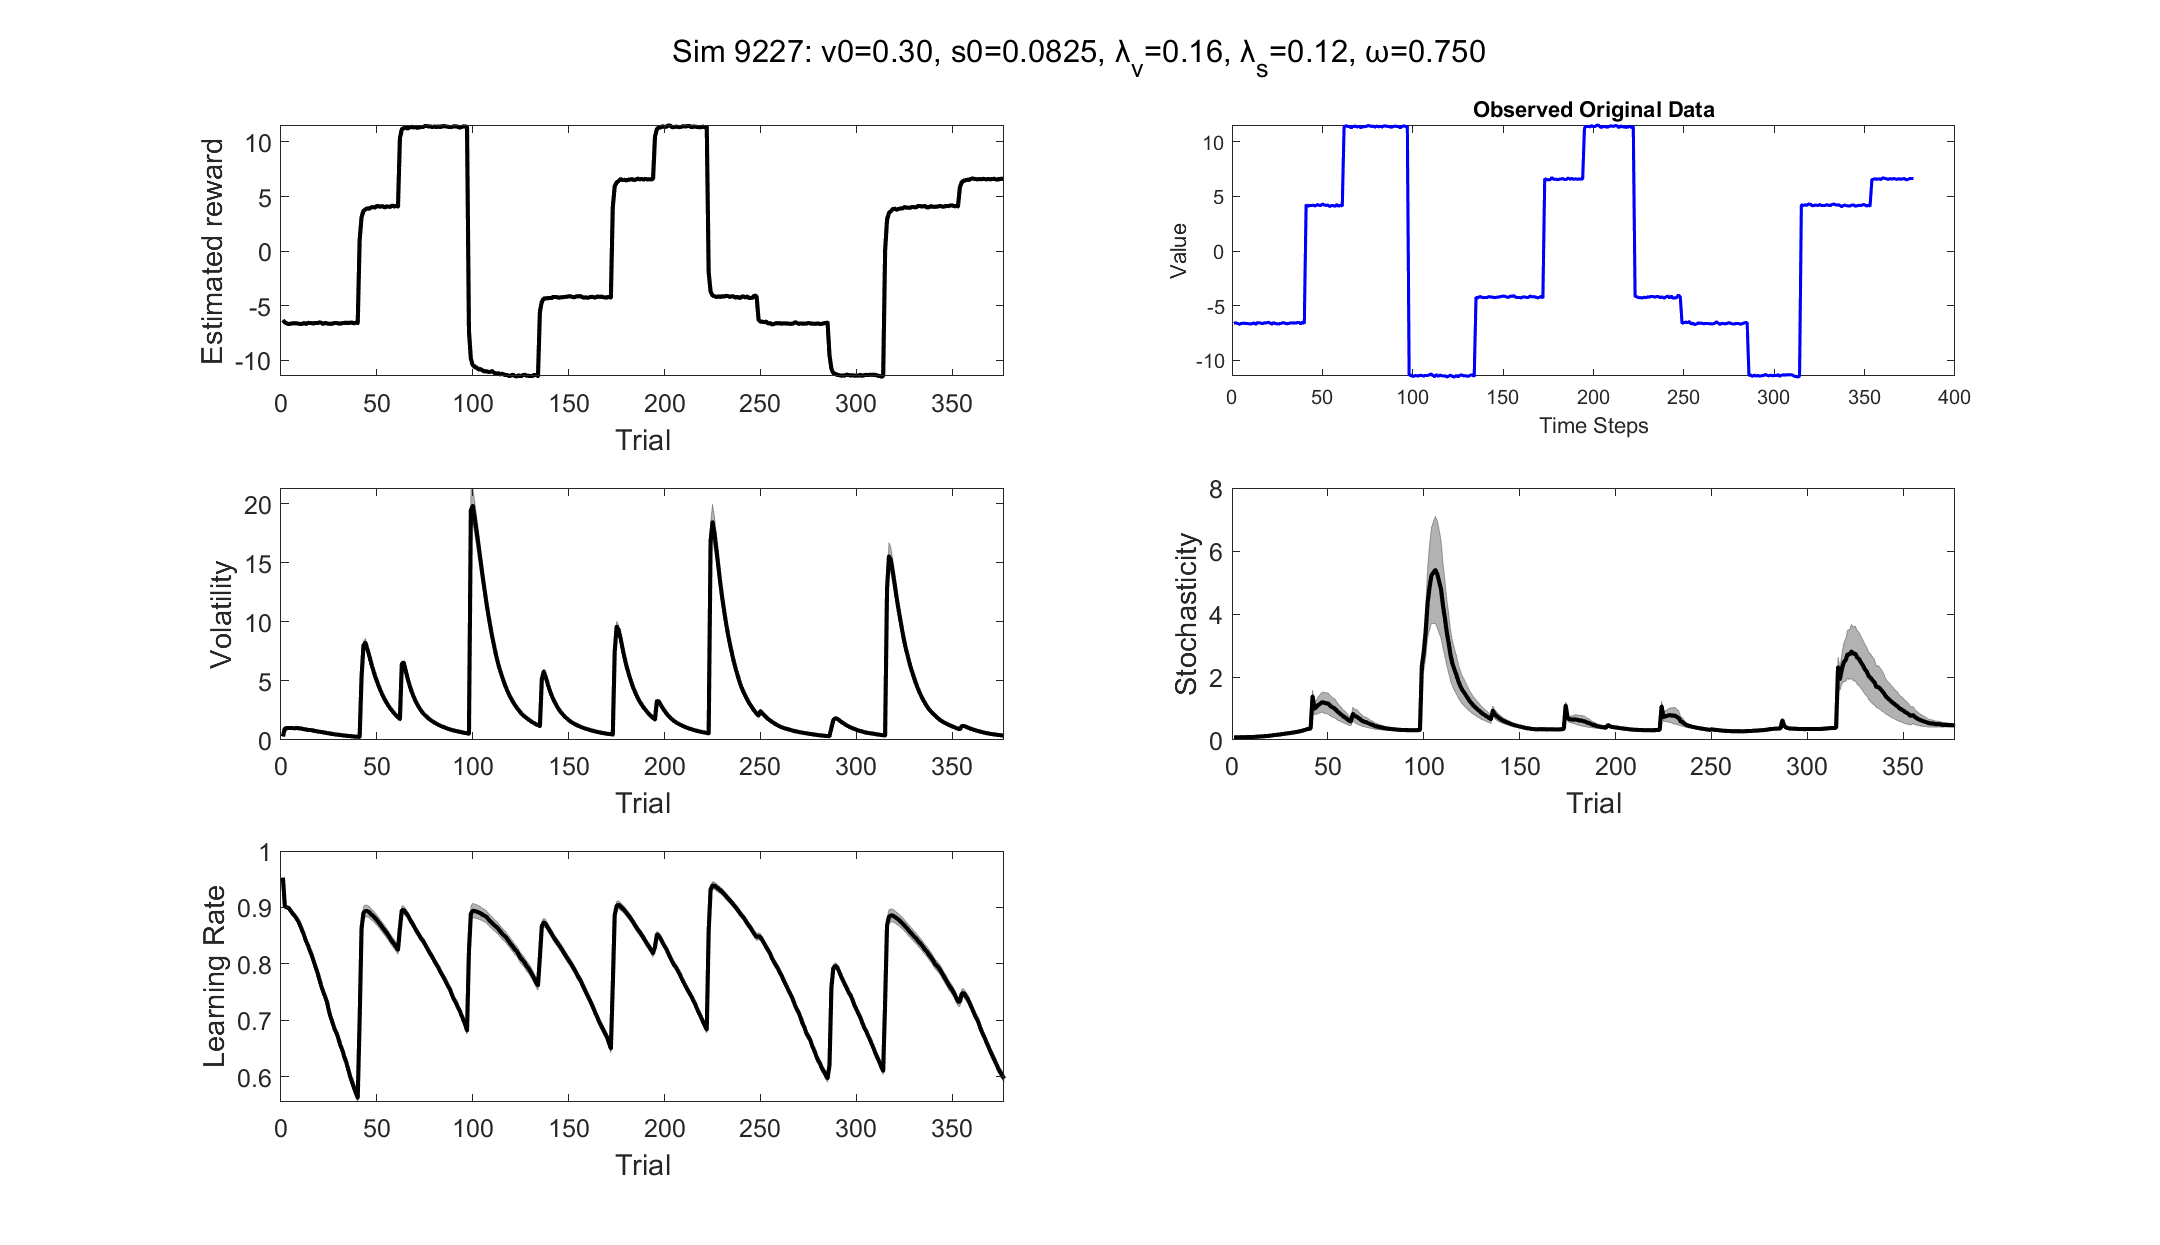 Sim 9227: v0=0.30, s0=0.0825, λ_v=0.16, λ_s=0.12, ω=0.750
10
5
0
-5
-10
Estimated reward
0 50 100 150 200 250 300 350
Trial
Observed Original Data
10
5
0
-5
-10
Value
0 50 100 150 200 250 300 350 400
Time Steps
20
15
10
5
0
Volatility
0 50 100 150 200 250 300 350
Trial
8
6
4
2
0
Stochasticity
0 50 100 150 200 250 300 350
Trial
1
0.9
0.8
0.7
0.6
Learning Rate
0 50 100 150 200 250 300 350
Trial